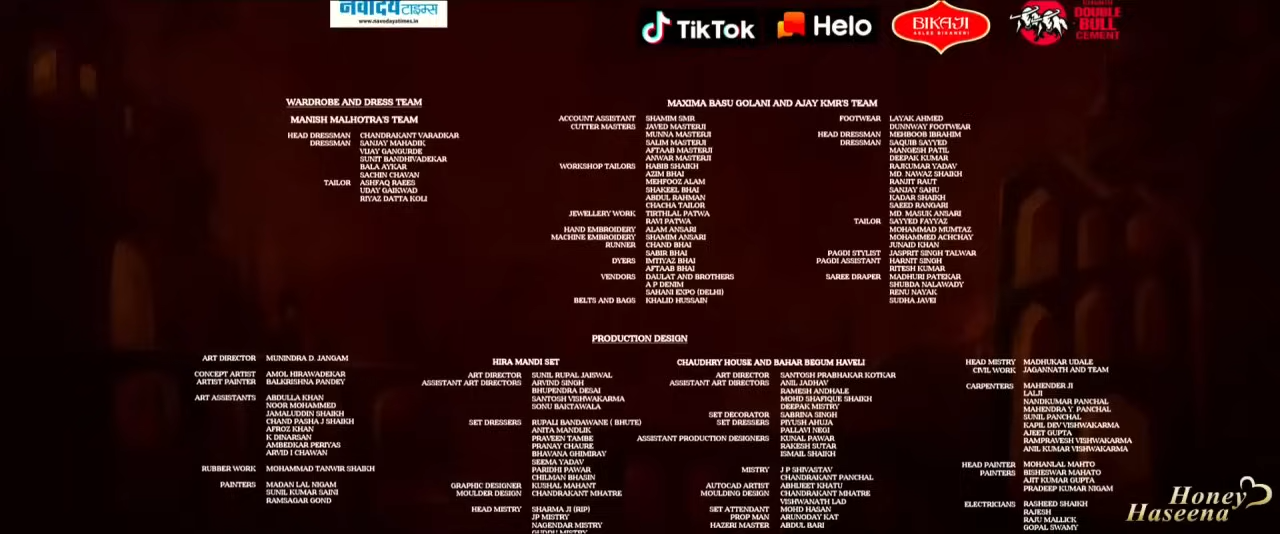 नवोदय टाइम्स
www.navodayatimes.in
TikTok
Helo
BIKAJI
DOUBLE
BULL
CEMENT
WARDROBE AND DRESS TEAM
MANISH MALHOTRA'S TEAM
HEAD DRESSMAN CHANDRAKANT VARADKAR
DRESSMAN SANJAY MAHADIK
VIJAY GANGURDE
SUNIT BANDHIVADEKAR
BALA AYKAR
SACHIN CHAVAN
TAILOR ASHFAQ RAEES
UDAY GAIKWAD
RIYAZ DATTA KOLI
MAXIMA BASU GOLANI AND AJAY KMR'S TEAM
ACCOUNT ASSISTANT SHAMIM SMR
CUTTER MASTERS JAVED MASTERJI
MUNNA MASTERJI
SALIM MASTERJI
AFTAAB MASTERJI
ANWAR MASTERJI
WORKSHOP TAILORS HABIB SHAIKH
AZIM BHAI
MEHFOOZ ALAM
SHAKEEL BHAI
ABDUL RAHMAN
CHACHA TAILOR
JEWELLERY WORK TIRTHLAL PATWA
RAVI PATWA
HAND EMBROIDERY ALAM ANSARI
MACHINE EMBROIDERY SHAMIM ANSARI
RUNNER CHAND BHAI
SABIR BHAI
DYERS IMTIYAZ BHAI
AFTAAB BHAI
VENDORS DAULAT AND BROTHERS
A P DENIM
SAHANI EXPO (DELHI)
BELTS AND BAGS KHALID HUSSAIN
FOOTWEAR LAYAK AHMED
DUNNWAY FOOTWEAR
HEAD DRESSMAN MEHBOOB IBRAHIM
DRESSMAN SAQUIB SAYYED
MANGESH PATIL
DEEPAK KUMAR
RAJKUMAR YADAV
MD. NAWAZ SHAIKH
RANJIT RAUT
SANJAY SAHU
KADAR SHAIKH
SAEED RANGARI
MD. MASUK ANSARI
TAILOR SAYYED FAYYAZ
MOHAMMAD MUMTAZ
MOHAMMED ACHCHAY
JUNAID KHAN
PAGDI STYLIST JASPRIT SINGH TALWAR
PAGDI ASSISTANT HARNIT SINGH
RITESH KUMAR
SAREE DRAPER MADHURI PATEKAR
SHUBDA NALAWADY
RENU NAYAK
SUDHA JAVEI
PRODUCTION DESIGN
ART DIRECTOR MUNINDRA D. JANGAM
CONCEPT ARTIST AMOL HIRAWADEKAR
ARTIST PAINTER BALKRISHNA PANDEY
ART ASSISTANTS ABDULLA KHAN
NOOR MOHAMMED
JAMALUDDIN SHAIKH
CHAND PASHA J SHAIKH
AFROZ KHAN
K DINARSAN
AMBEDKAR PERIYAS
ARVID I CHAWAN
RUBBER WORK MOHAMMAD TANWIR SHAIKH
PAINTERS MADAN LAL NIGAM
SUNIL KUMAR SAINI
RAMSAGAR GOND
HIRA MANDI SET
ART DIRECTOR SUNIL RUPAL JAISWAL
ASSISTANT ART DIRECTORS ARVIND SINGH
BHUPENDRA DESAI
SANTOSH VISHWAKARMA
SONU BAKTAWALA
SET DRESSERS RUPALI BANDAWANE ( BHUTE)
ANITA MANDLIK
PRAVEEN TAMBE
PRANAY CHAURE
BHAVANA GHIMIRAY
SEEMA YADAV
PARIDHI PAWAR
CHILMAN BHASIN
GRAPHIC DESIGNER KUSHAL MAHANT
MOULDER DESIGN CHANDRAKANT MHATRE
HEAD MISTRY SHARMA JI (RIP)
JP MISTRY
NAGENDAR MISTRY
GUDDU MISTRY
CHAUDHRY HOUSE AND BAHAR BEGUM HAVELI
ART DIRECTOR SANTOSH PRABHAKAR KOTKAR
ASSISTANT ART DIRECTORS ANIL JADHAV
RAMESH ANDHALE
MOHD SHAFIQUE SHAIKH
DEEPAK MISTRY
SET DECORATOR SABRINA SINGH
SET DRESSERS PIYUSH AHUJA
PALLAVI NEGI
ASSISTANT PRODUCTION DESIGNERS KUNAL PAWAR
RAKESH SUTAR
ISMAIL SHAIKH
MISTRY J P SRIVASTAV
CHANDRAKANT PANCHAL
AUTOCAD ARTIST ABHIJEET KHATU
MOULDING DESIGN CHANDRAKANT MHATRE
VISHWANATH LAD
SET ATTENDANT MOHD HASAN
PROP MAN ARUNODAY KAT
HAZERI MASTER ABDUL BARI
HEAD MISTRY MADHUKAR UDALE
CIVIL WORK JAGANNATH AND TEAM
CARPENTERS MAHENDER JI
LALJI
NANDKUMAR PANCHAL
MAHENDRA Y. PANCHAL
SUNIL PANCHAL
KAPIL DEV VISHWAKARMA
AJEET GUPTA
RAMPRAVESH VISHWAKARMA
ANIL KUMAR VISHWAKARMA
HEAD PAINTER MOHANLAL MAHTO
PAINTERS BISHESWAR MAHATO
AJIT KUMAR GUPTA
PRADEEP KUMAR NIGAM
ELECTRICIANS RASHEED SHAIKH
RAJESH
RAJU MALLICK
GOPAL SWAMY
Honey
Haseena